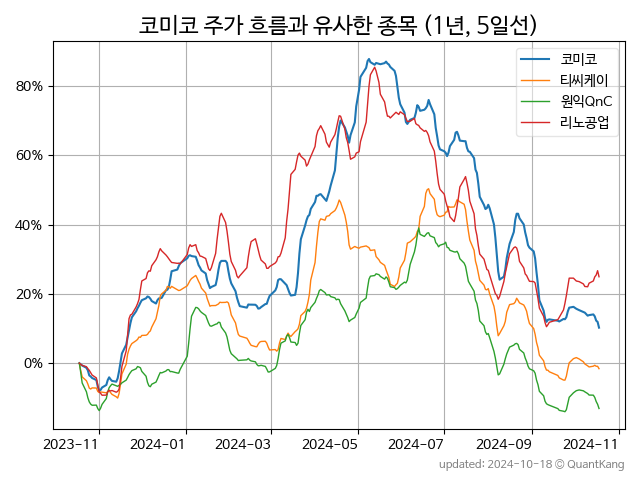 코미코 주가 흐름과 유사한 종목 (1년, 5일선)
코미코
티씨케이
원익QnC
리노공업
80%
60%
40%
20%
0%
2023-11 2024-01 2024-03 2024-05 2024-07 2024-09 2024-11
updated: 2024-10-18 © QuantKang